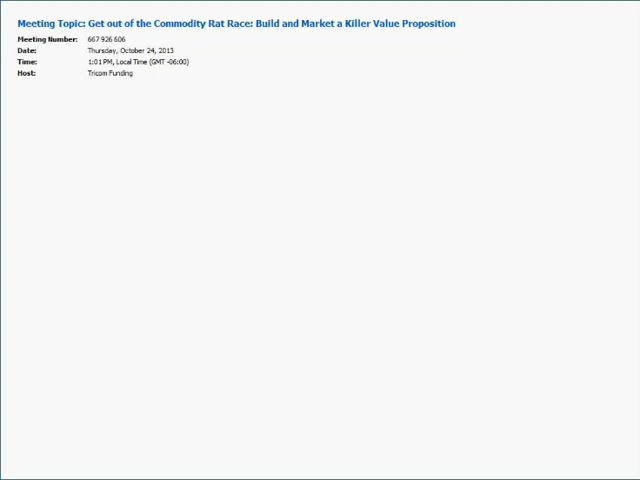 Meeting Topic: Get out of the Commodity Rat Race: Build and Market a Killer Value Proposition
Meeting Number: 667 926 606
Date: Thursday, October 24, 2013
Time: 1:01 PM, Local Time (GMT -06:00)
Host: Tricom Funding